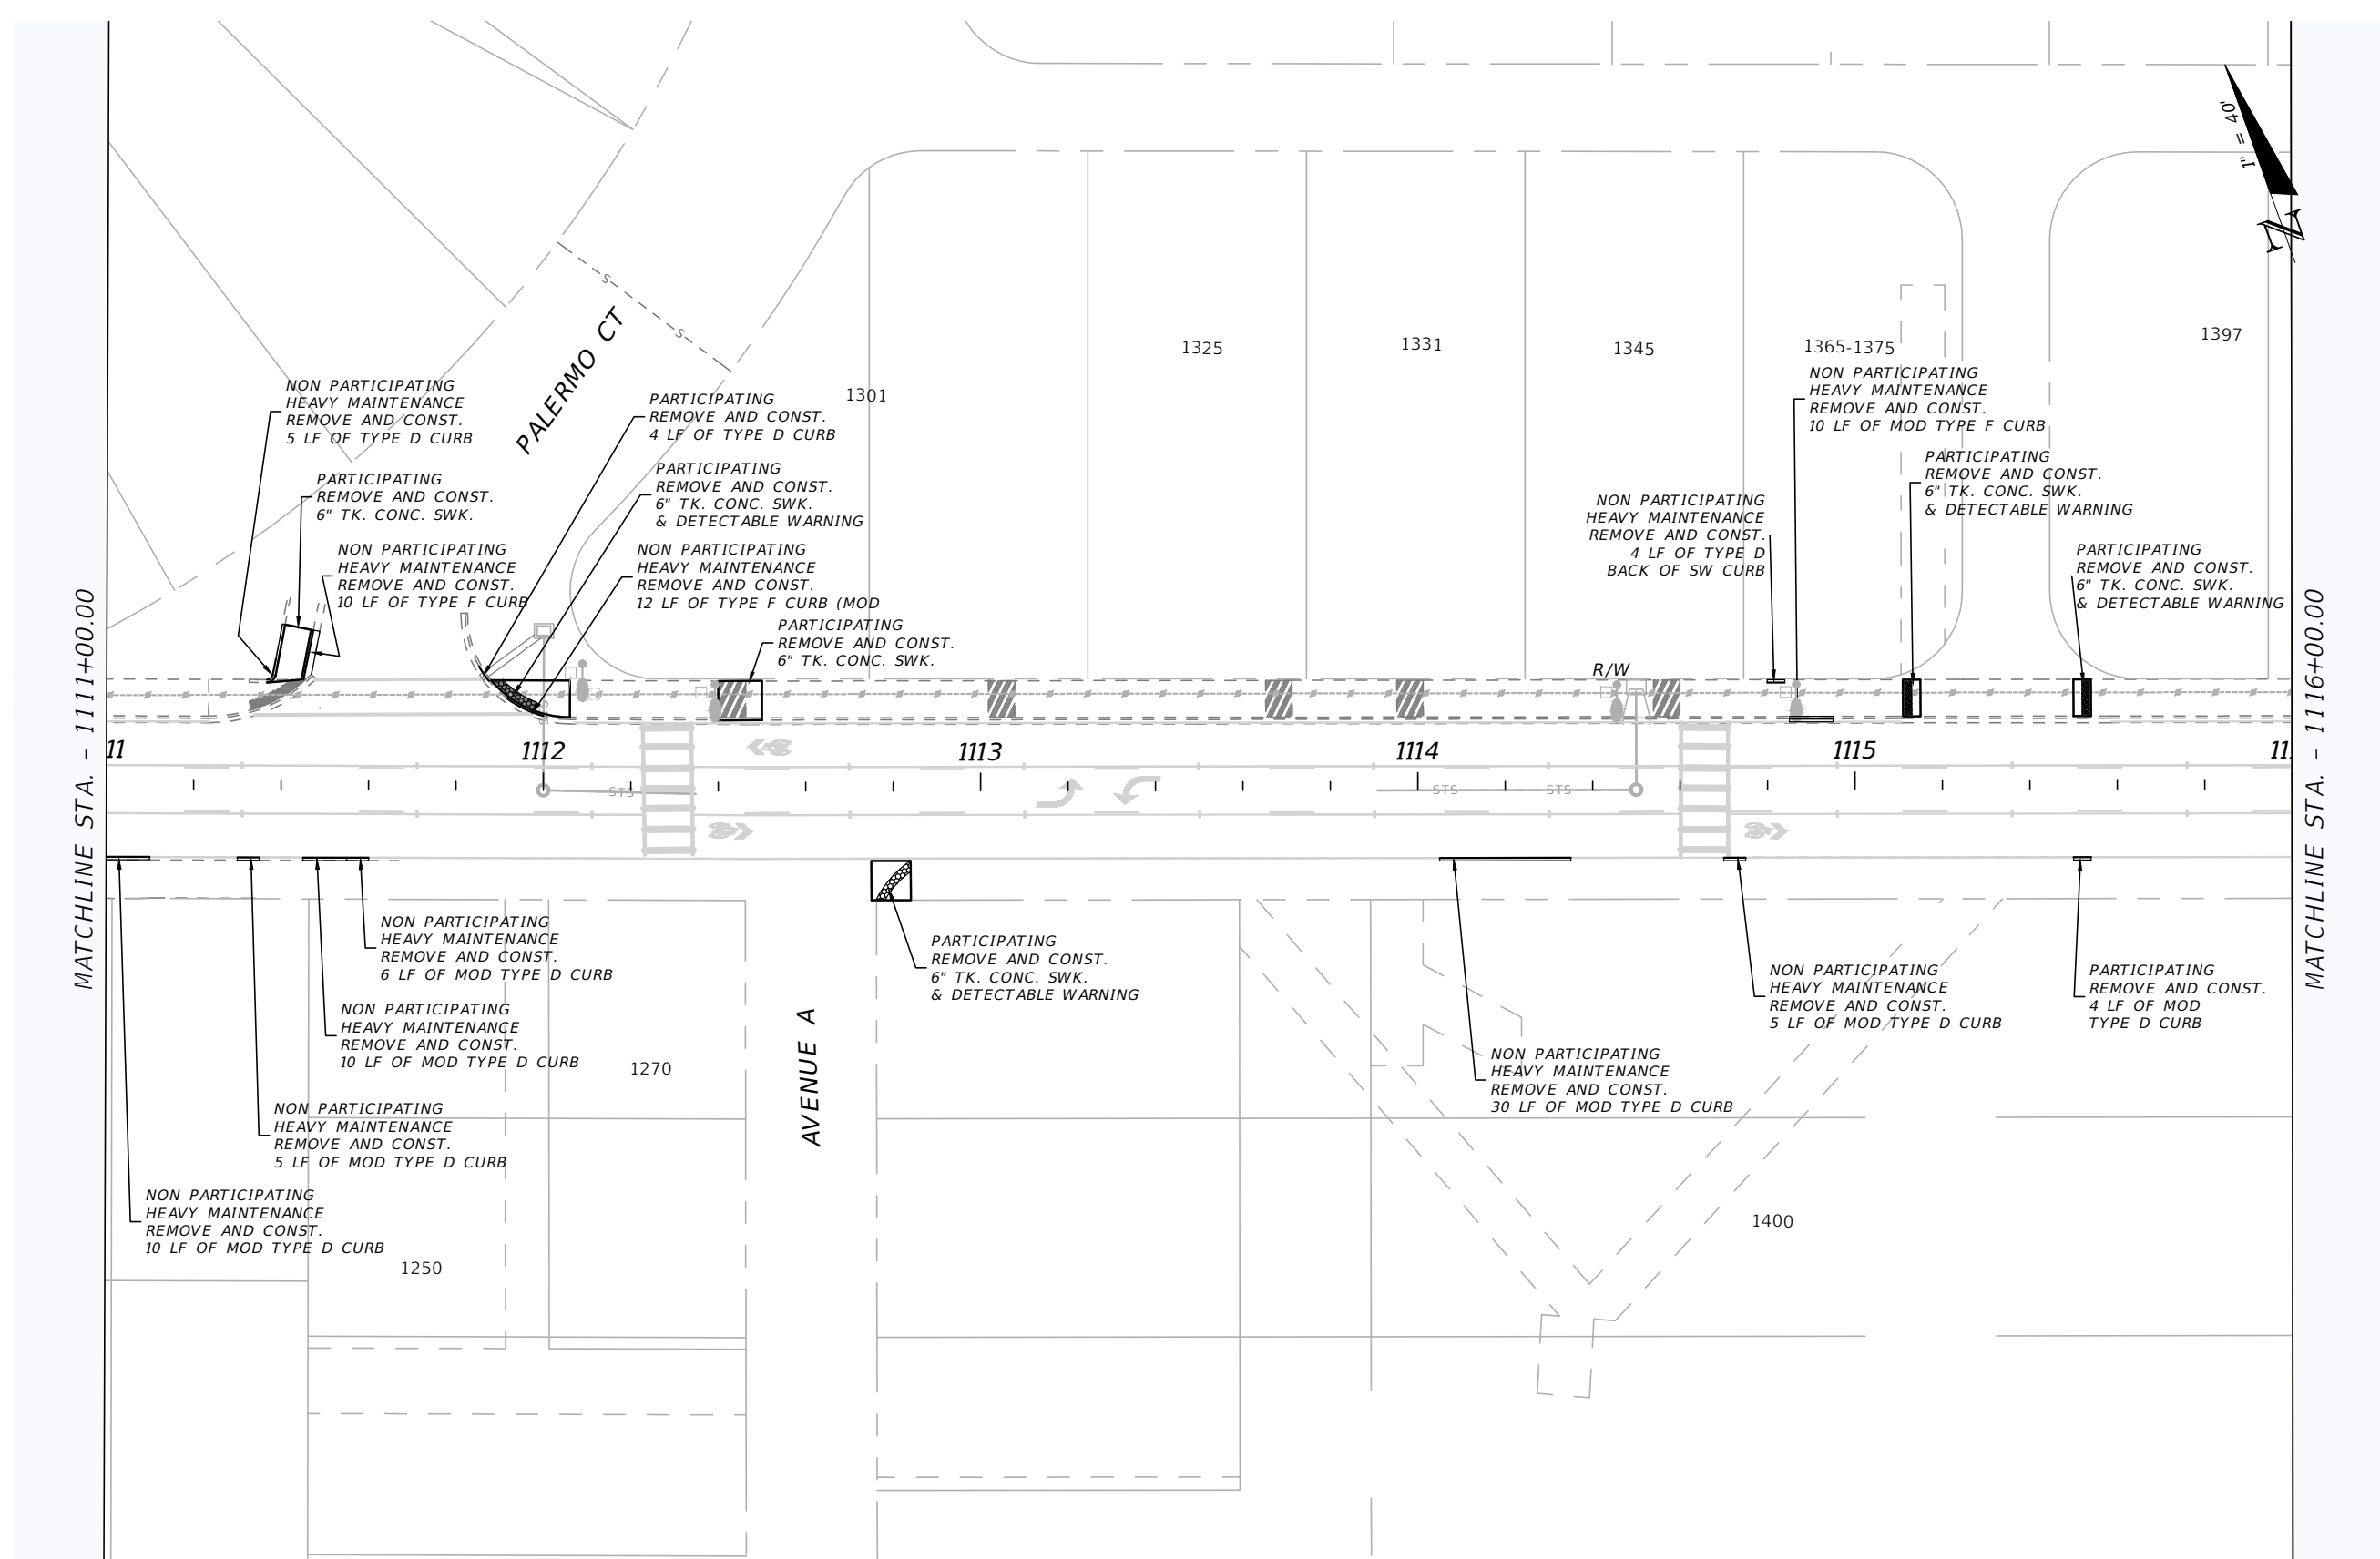 1" = 40'
N
S
S
PALERMO CT
1325
1331
1345
1365-1375
1397
1301
NON PARTICIPATING
HEAVY MAINTENANCE
REMOVE AND CONST.
5 LF OF TYPE D CURB
PARTICIPATING
REMOVE AND CONST.
4 LF OF TYPE D CURB
NON PARTICIPATING
HEAVY MAINTENANCE
REMOVE AND CONST.
10 LF OF MOD TYPE F CURB
PARTICIPATING
REMOVE AND CONST.
6" TK. CONC. SWK.
PARTICIPATING
REMOVE AND CONST.
6" TK. CONC. SWK.
& DETECTABLE WARNING
PARTICIPATING
REMOVE AND CONST.
6" TK. CONC. SWK.
& DETECTABLE WARNING
NON PARTICIPATING
HEAVY MAINTENANCE
REMOVE AND CONST.
4 LF OF TYPE D
BACK OF SW CURB
NON PARTICIPATING
HEAVY MAINTENANCE
REMOVE AND CONST.
10 LF OF TYPE F CURB
NON PARTICIPATING
HEAVY MAINTENANCE
REMOVE AND CONST.
12 LF OF TYPE F CURB (MOD
PARTICIPATING
REMOVE AND CONST.
6" TK. CONC. SWK.
& DETECTABLE WARNING
PARTICIPATING
REMOVE AND CONST.
6" TK. CONC. SWK.
R/W
MATCHLINE STA. - 1111+00.00
MATCHLINE STA. - 1116+00.00
11
1112
1113
1114
1115
11
STS
STS
STS
NON PARTICIPATING
HEAVY MAINTENANCE
REMOVE AND CONST.
6 LF OF MOD TYPE D CURB
PARTICIPATING
REMOVE AND CONST.
6" TK. CONC. SWK.
& DETECTABLE WARNING
NON PARTICIPATING
HEAVY MAINTENANCE
REMOVE AND CONST.
5 LF OF MOD TYPE D CURB
PARTICIPATING
REMOVE AND CONST.
4 LF OF MOD
TYPE D CURB
NON PARTICIPATING
HEAVY MAINTENANCE
REMOVE AND CONST.
10 LF OF MOD TYPE D CURB
1270
AVENUE A
NON PARTICIPATING
HEAVY MAINTENANCE
REMOVE AND CONST.
30 LF OF MOD TYPE D CURB
NON PARTICIPATING
HEAVY MAINTENANCE
REMOVE AND CONST.
5 LF OF MOD TYPE D CURB
NON PARTICIPATING
HEAVY MAINTENANCE
REMOVE AND CONST.
10 LF OF MOD TYPE D CURB
1250
1400